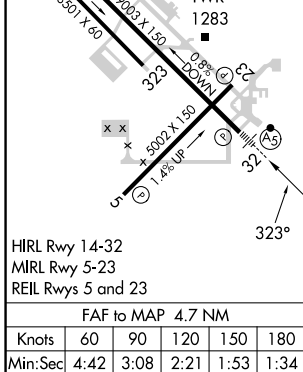 1283
5501 X 60
9003 X 150
323
0.8%
DOWN
P
23
x x
x
x
5002 X 150
1.4% UP
P
A5
32
5
P
323°
HIRL Rwy 14-32
MIRL Rwy 5-23
REIL Rwys 5 and 23
FAF to MAP 4.7 NM
Knots 60 90 120 150 180
Min:Sec 4:42 3:08 2:21 1:53 1:34